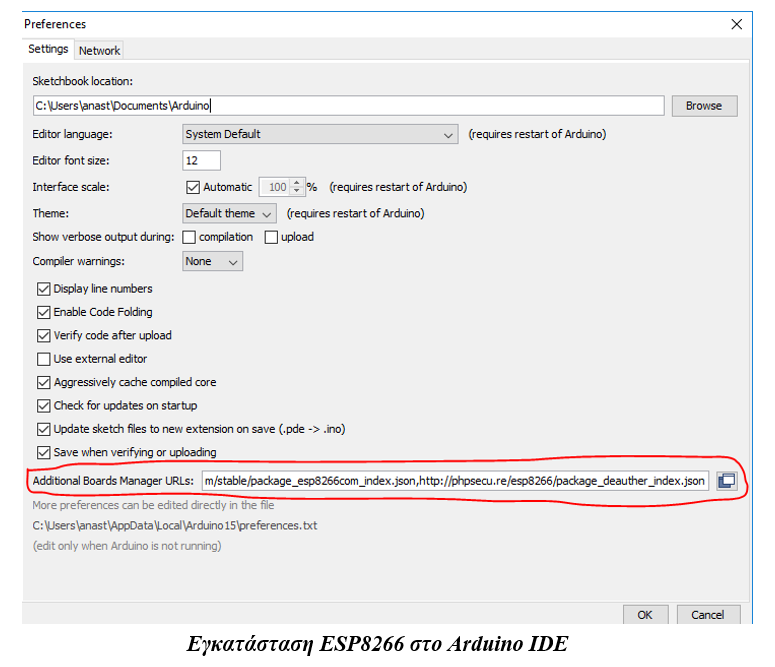 Preferences
Settings Network
Sketchbook location:
C:\Users\anast\Documents\Arduino Browse
Editor language: System Default (requires restart of Arduino)
Editor font size: 12
Interface scale: Automatic 100 % (requires restart of Arduino)
Theme: Default theme (requires restart of Arduino)
Show verbose output during: compilation upload
Compiler warnings: None
Display line numbers
Enable Code Folding
Verify code after upload
Use external editor
Aggressively cache compiled core
Check for updates on startup
Update sketch files to new extension on save (.pde -> .ino)
Save when verifying or uploading
Additional Boards Manager URLs: m/stable/package_esp8266com_index.json,http://phpsecu.re/esp8266/package_deauther_index.json
More preferences can be edited directly in the file
C:\Users\anast\AppData\Local\Arduino15\preferences.txt
(edit only when Arduino is not running)
OK Cancel
Εγκατάσταση ESP8266 στο Arduino IDE